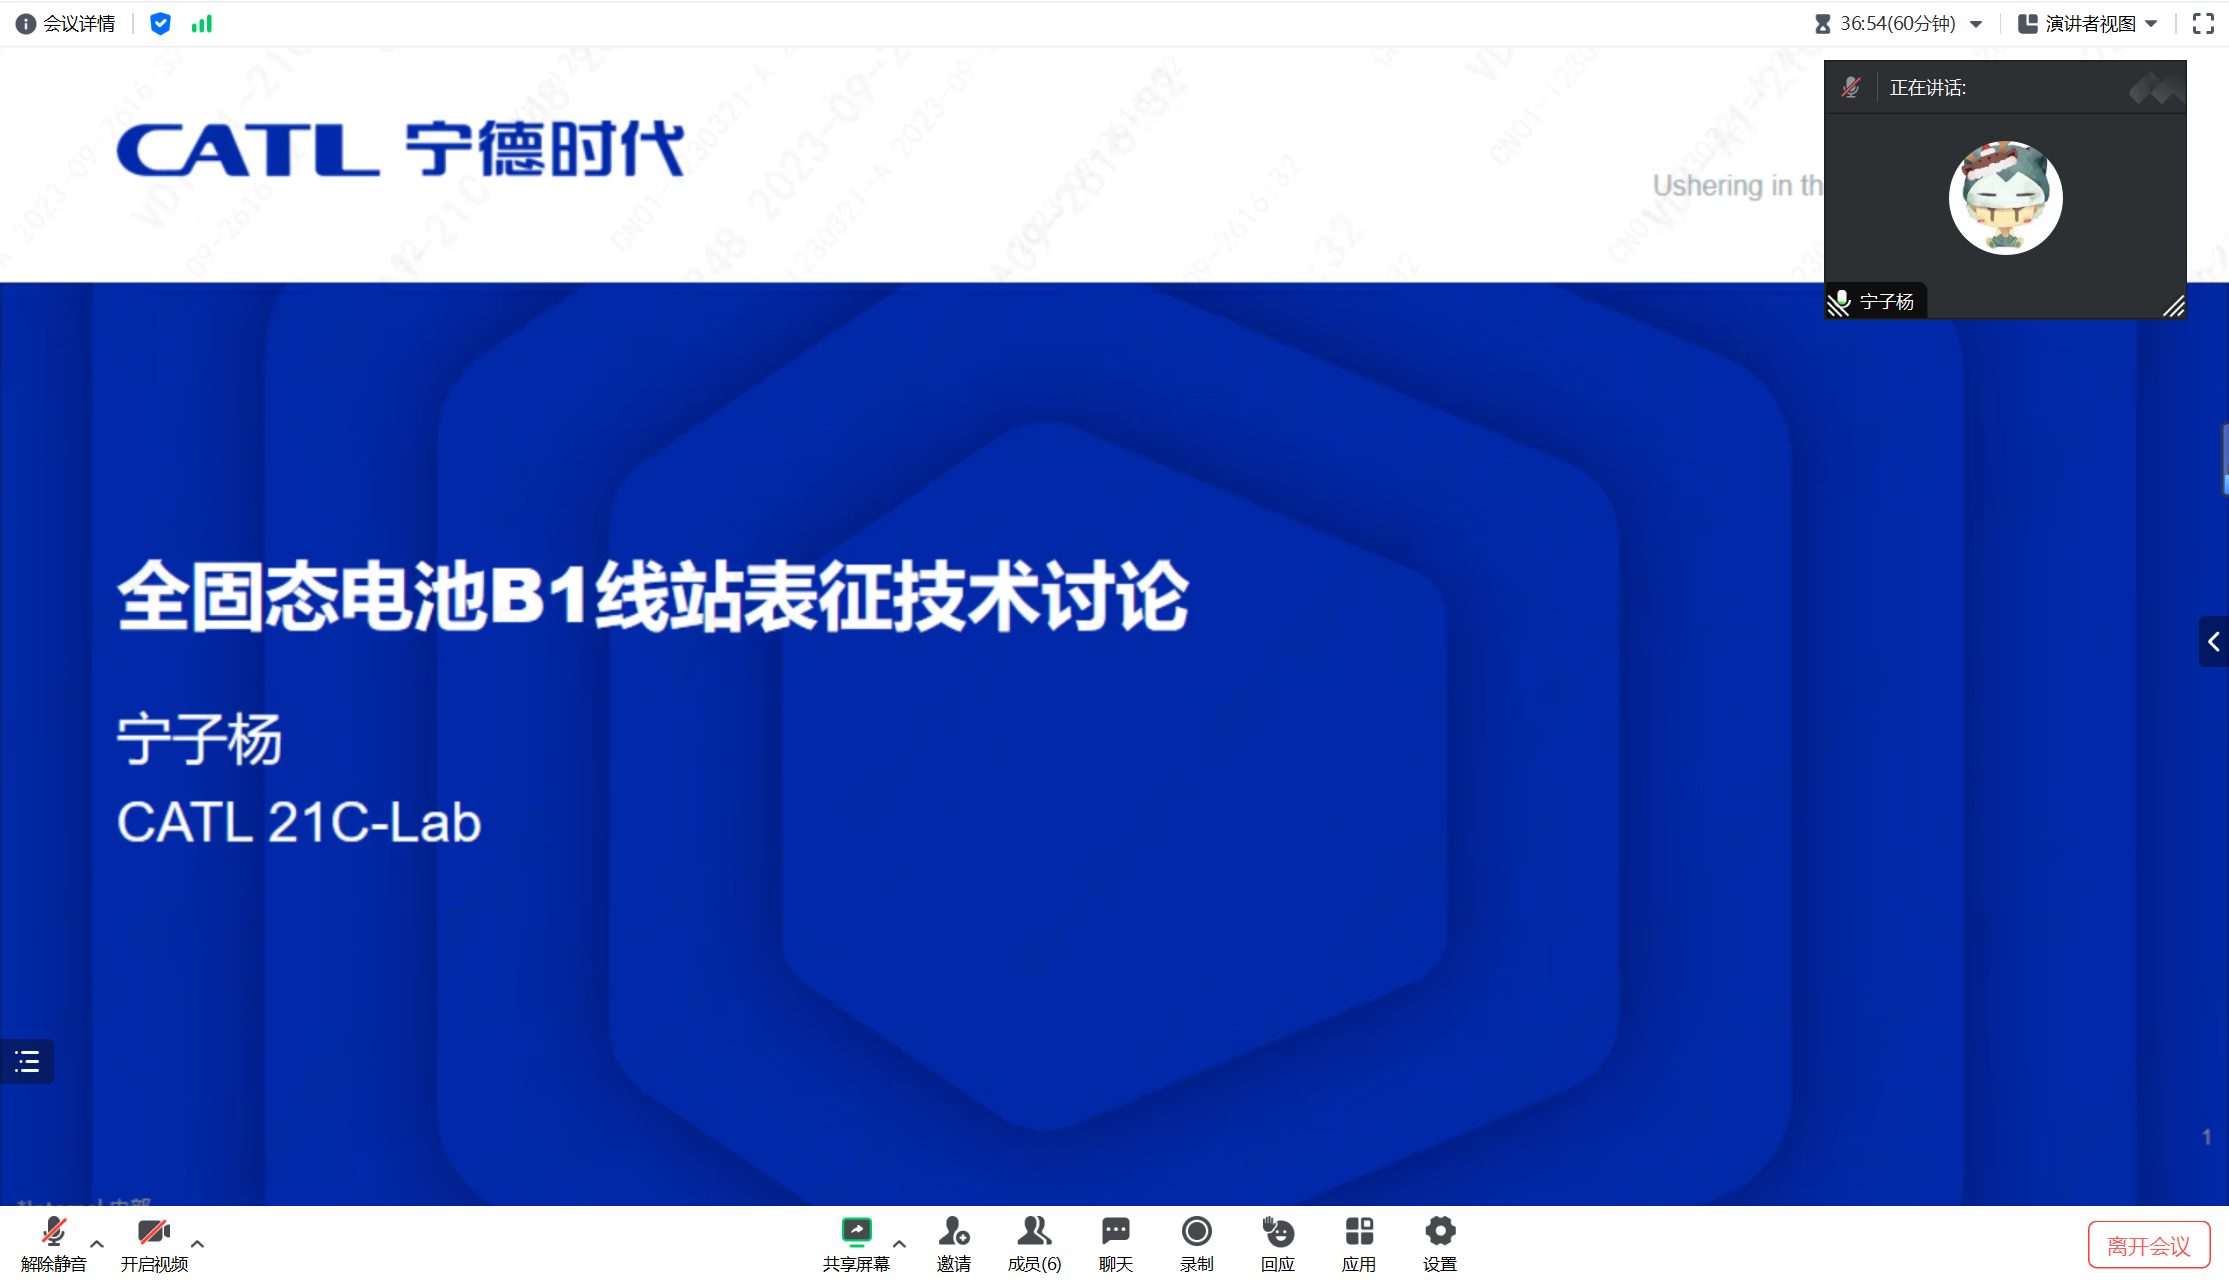 会议详情
36:54(60分钟)
演讲者视图
CATL 宁德时代
Ushering in th
正在讲话:
宁子杨
全固态电池B1线站表征技术讨论
宁子杨
CATL 21C-Lab
1
解除静音
开启视频
共享屏幕
邀请
成员(6)
聊天
录制
回应
应用
设置
离开会议